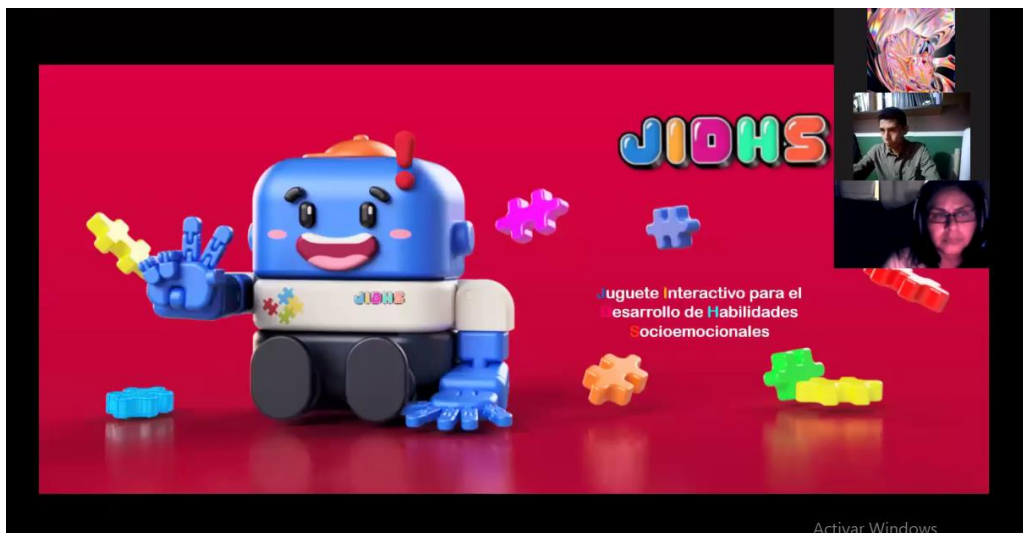 JIDHS
JIDHS
Juguete Interactivo para el
Desarrollo de Habilidades
Socioemocionales
Activar Windows